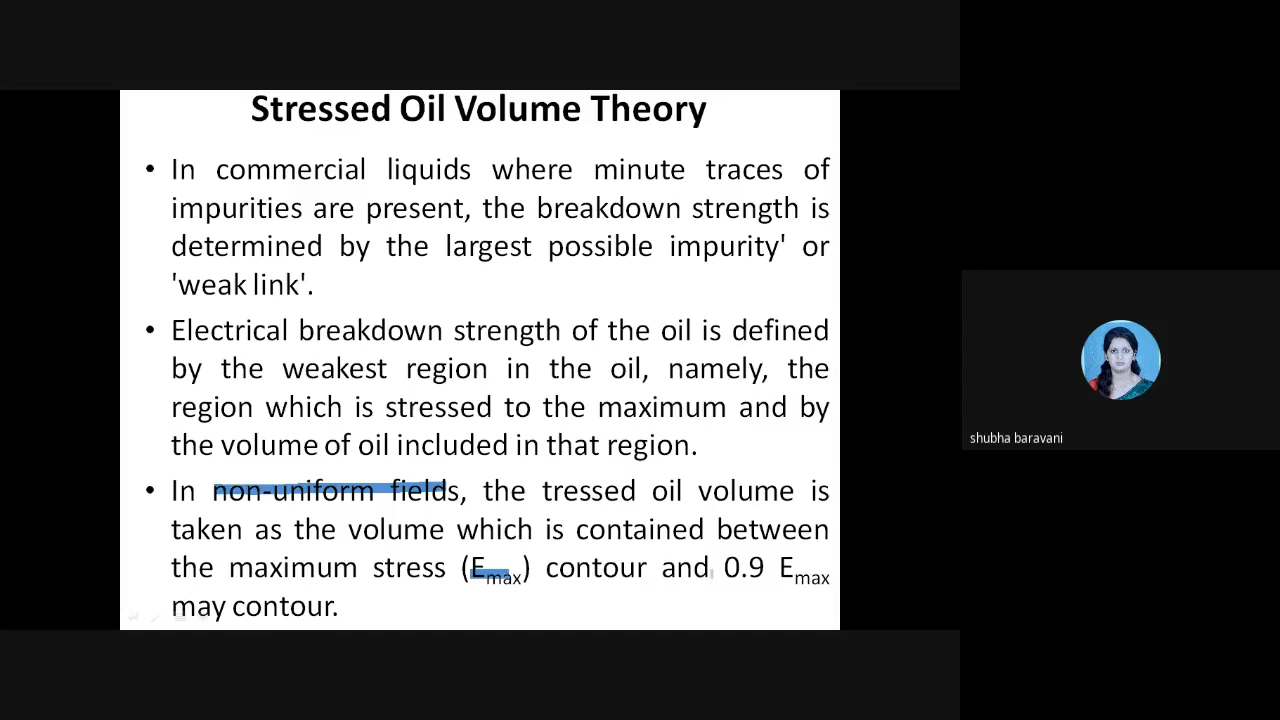 Stressed Oil Volume Theory
• In commercial liquids where minute traces of
impurities are present, the breakdown strength is
determined by the largest possible impurity' or
'weak link'.
• Electrical breakdown strength of the oil is defined
by the weakest region in the oil, namely, the
region which is stressed to the maximum and by
the volume of oil included in that region.
• In non-uniform fields, the tressed oil volume is
taken as the volume which is contained between
the maximum stress (Emax) contour and 0.9 Emax
may contour.
shubha baravani